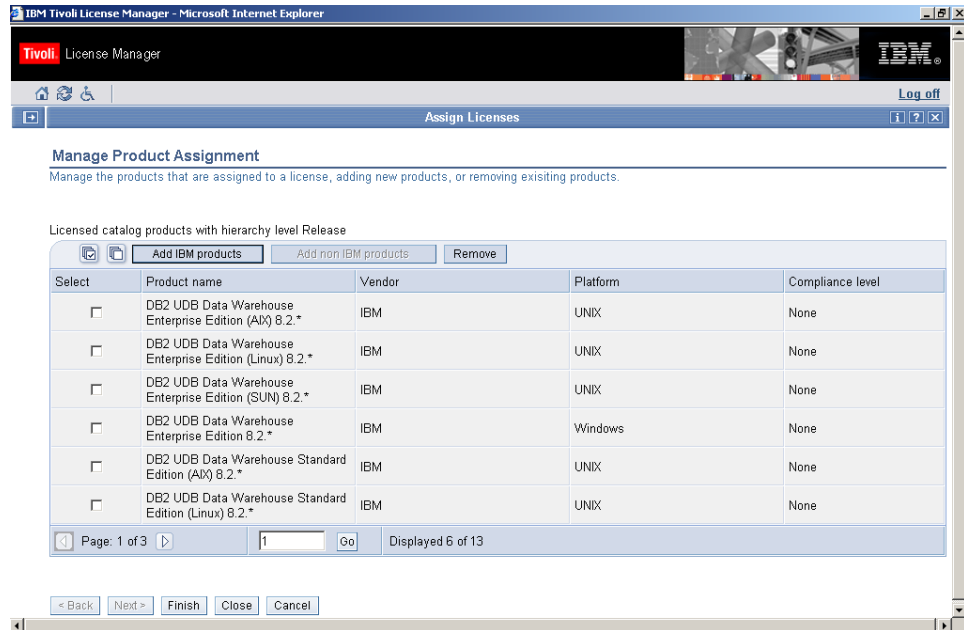 IBM Tivoli License Manager - Microsoft Internet Explorer
Tivoli. License Manager
IBM®
Log off
Assign Licenses
i ? X
Manage Product Assignment
Manage the products that are assigned to a license, adding new products, or removing exisiting products.
Licensed catalog products with hierarchy level Release
Add IBM products Add non IBM products Remove
Select Product name Vendor Platform Compliance level
DB2 UDB Data Warehouse
Enterprise Edition (AIX) 8.2.* IBM UNIX None
DB2 UDB Data Warehouse
Enterprise Edition (Linux) 8.2.* IBM UNIX None
DB2 UDB Data Warehouse
Enterprise Edition (SUN) 8.2.* IBM UNIX None
DB2 UDB Data Warehouse
Enterprise Edition 8.2.* IBM Windows None
DB2 UDB Data Warehouse Standard
Edition (AIX) 8.2.* IBM UNIX None
DB2 UDB Data Warehouse Standard
Edition (Linux) 8.2.* IBM UNIX None
Page: 1 of 3 1 Go Displayed 6 of 13
< Back Next > Finish Close Cancel